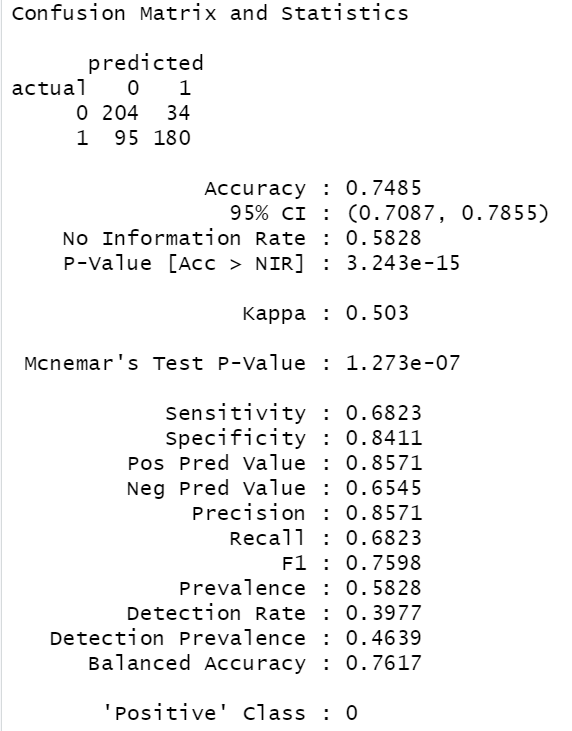 Confusion Matrix and Statistics
predicted
actual 0 1
0 204 34
1 95 180
Accuracy : 0.7485
95% CI : (0.7087, 0.7855)
No Information Rate : 0.5828
P-Value [Acc > NIR] : 3.243e-15
Kappa : 0.503
Mcnemar's Test P-Value : 1.273e-07
Sensitivity : 0.6823
Specificity : 0.8411
Pos Pred Value : 0.8571
Neg Pred Value : 0.6545
Precision : 0.8571
Recall : 0.6823
F1 : 0.7598
Prevalence : 0.5828
Detection Rate : 0.3977
Detection Prevalence : 0.4639
Balanced Accuracy : 0.7617
'Positive' Class : 0